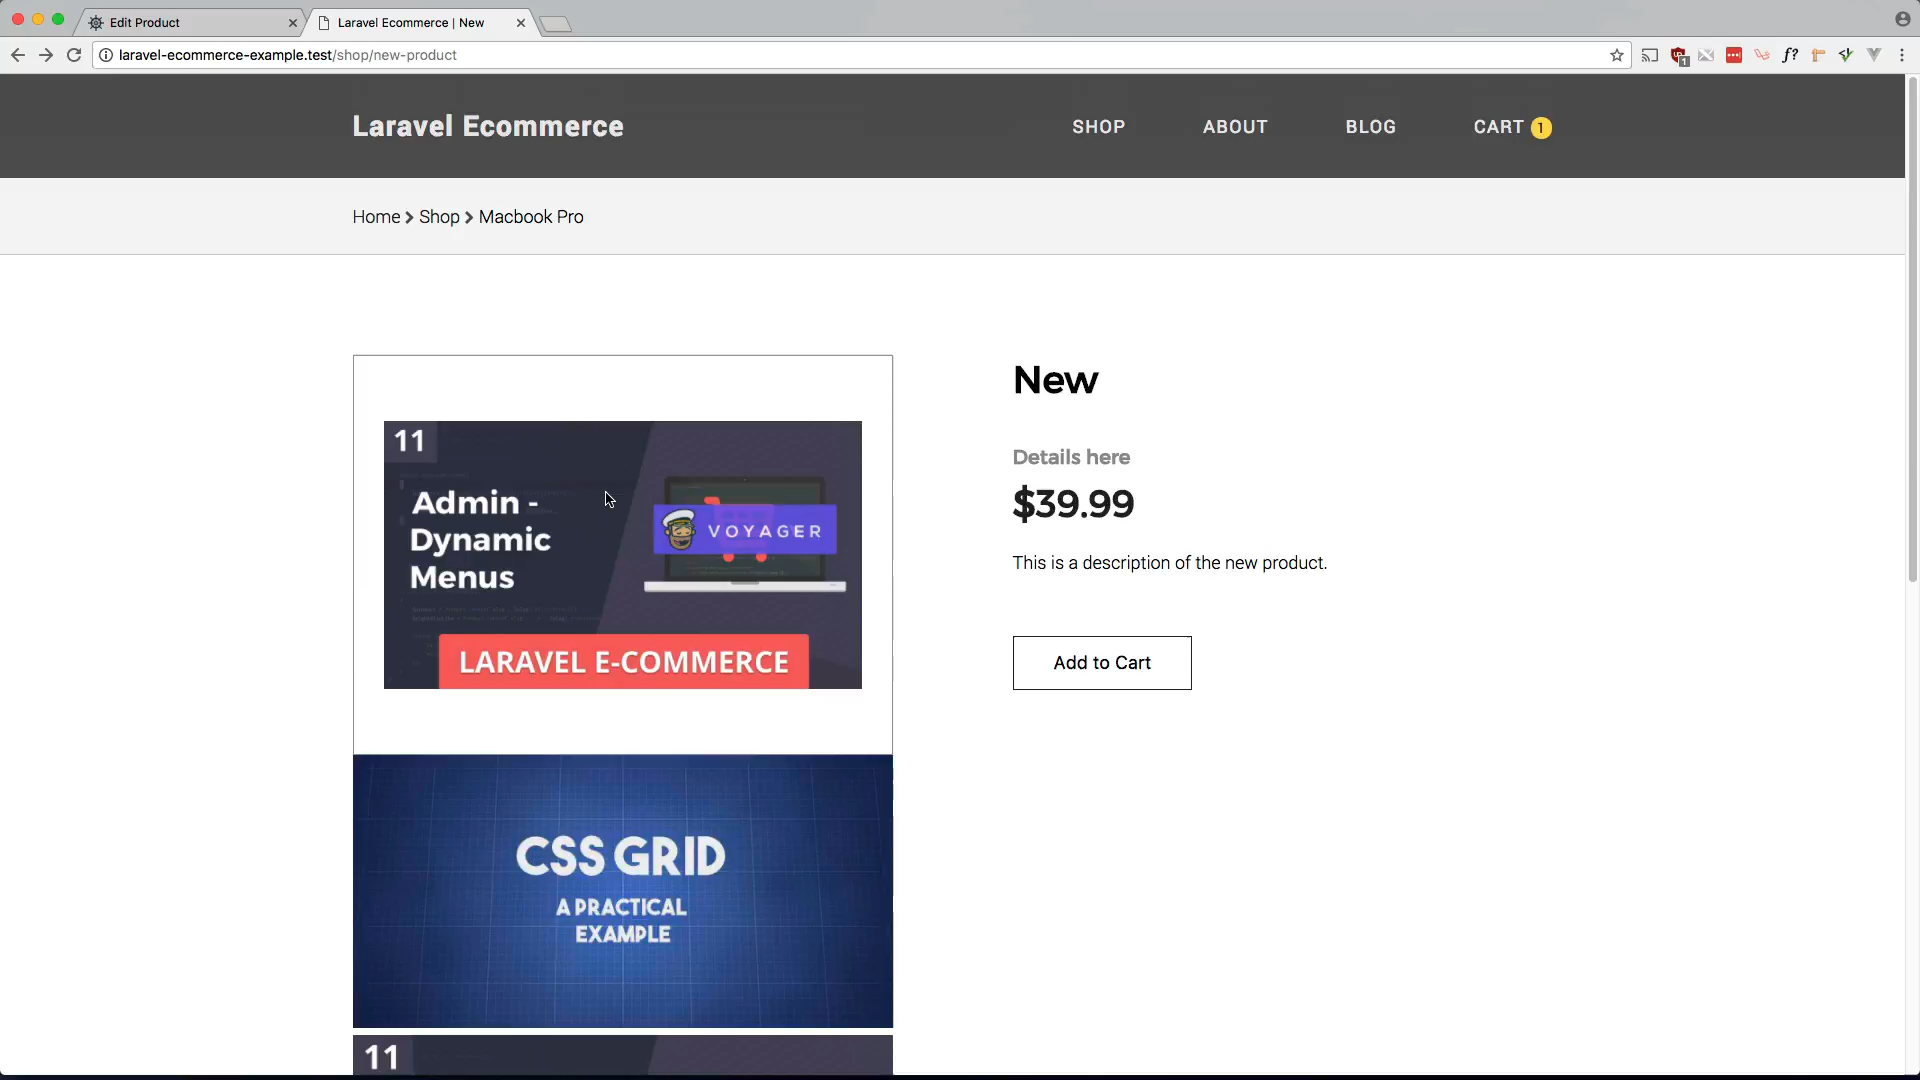 Edit Product
Laravel Ecommerce | New
laravel-ecommerce-example.test/shop/new-product
1
f?
Laravel Ecommerce
SHOP
ABOUT
BLOG
CART 1
Home
Shop
Macbook Pro
11
Admin -
Dynamic
Menus
VOYAGER
LARAVEL E-COMMERCE
New
Details here
$39.99
This is a description of the new product.
Add to Cart
CSS GRID
A PRACTICAL
EXAMPLE
11